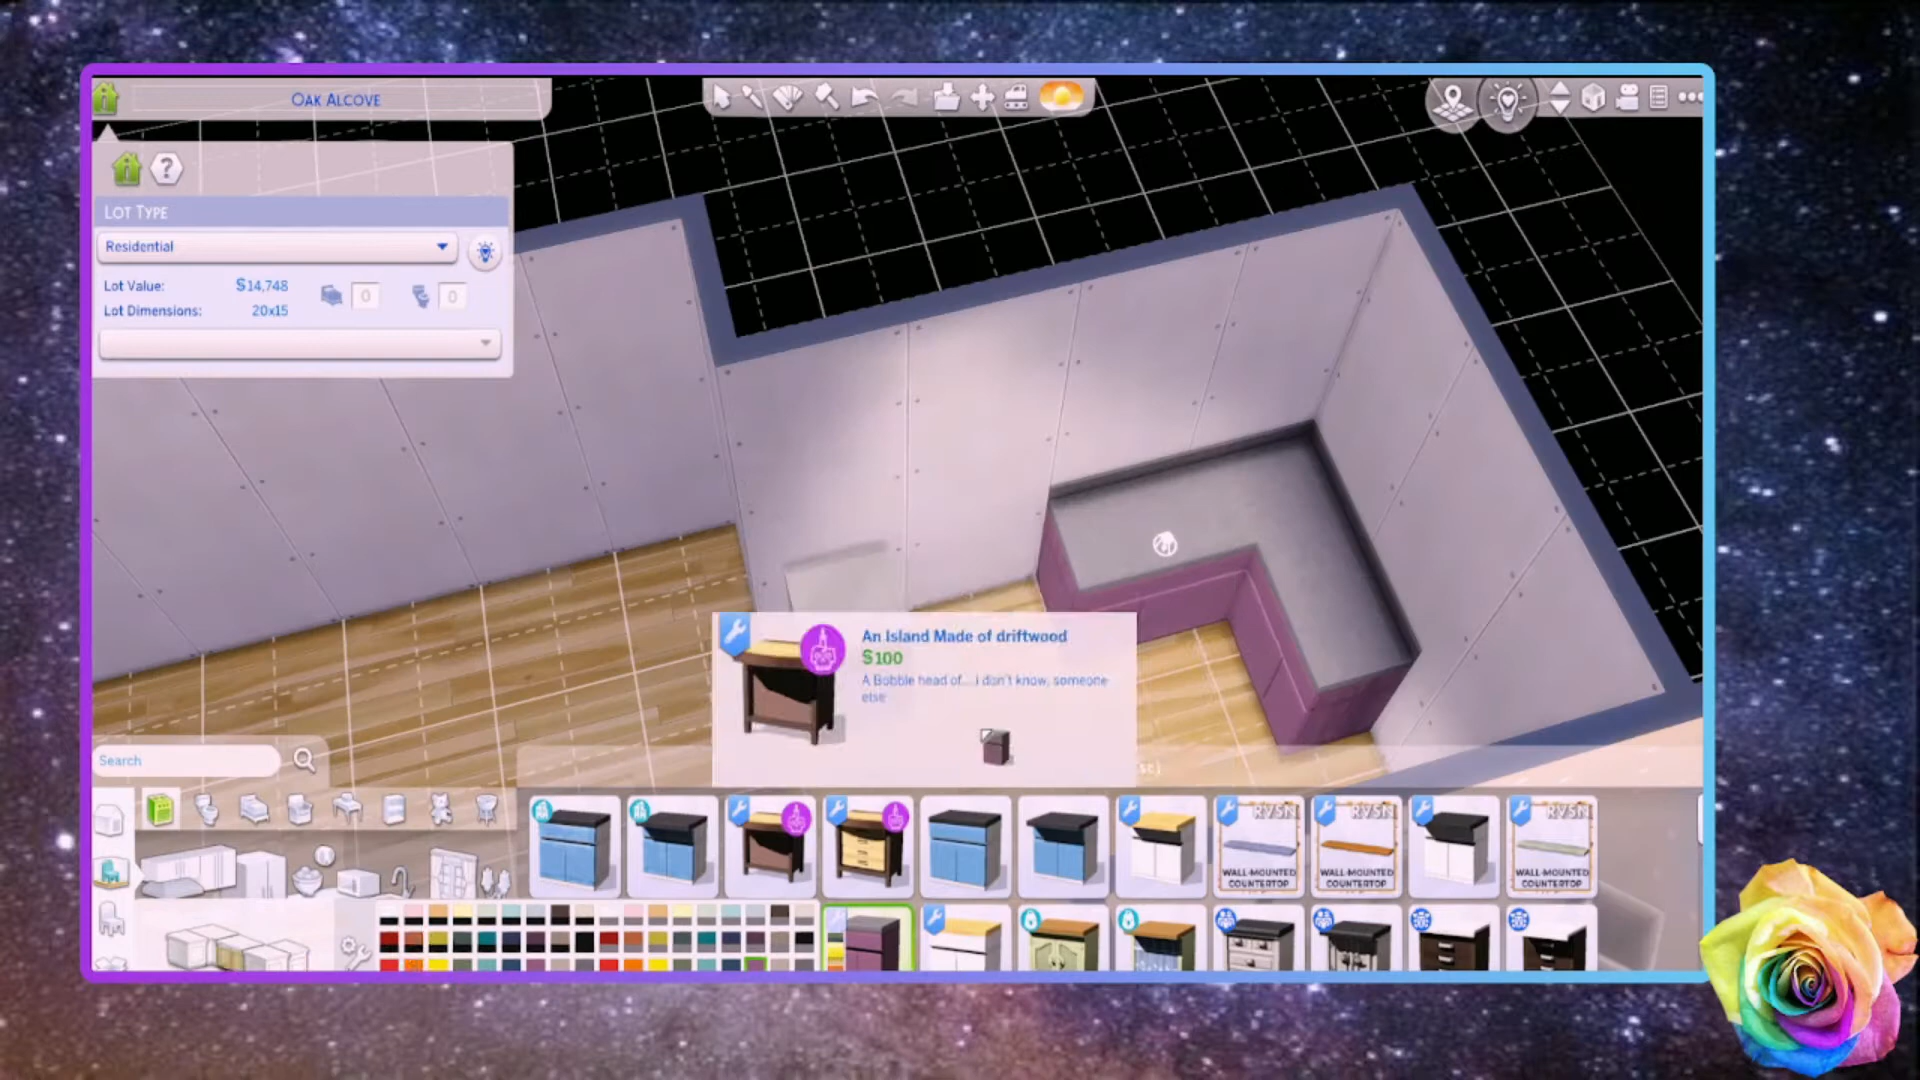 OAK ALCOVE
?
LOT TYPE
Residential
Lot Value: $14,748
0
0
Lot Dimensions: 20x15
An Island Made of driftwood
$100
A Bobble head of... i don't know, someone
else
Search
RVSN
WALL-MOUNTED
COUNTERTOP
RVSN
WALL-MOUNTED
COUNTERTOP
RVSN
WALL-MOUNTED
COUNTERTOP